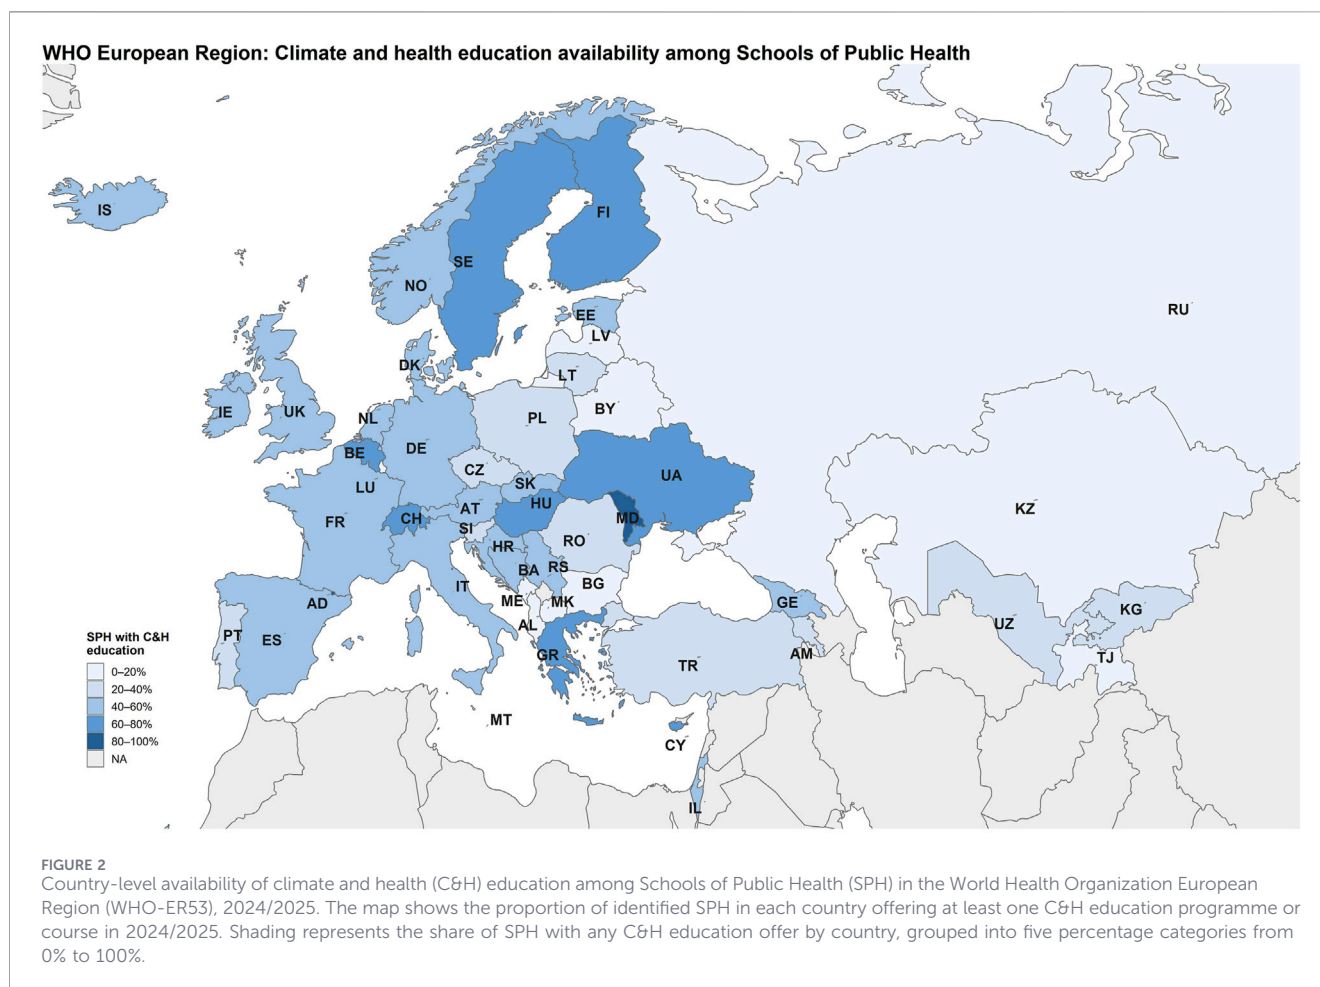 WHO European Region: Climate and health education availability among Schools of Public Health
IS
FI
SE
NO
RU
EE
LV
DK
LT
IE
UK
NL
PL
BY
DE
BE
CZ
UA
LU
SK
AT
HU
KZ
FR
CH
SI
MD
RO
HR
BA
RS
IT
BG
AD
ME
MK
GE
KG
PT
ES
AL
UZ
GR
AM
TJ
TR
MT
CY
IL
SPH with C&H
education
0–20%
20–40%
40–60%
60–80%
80–100%
NA
FIGURE 2
Country-level availability of climate and health (C&H) education among Schools of Public Health (SPH) in the World Health Organization European
Region (WHO-ER53), 2024/2025. The map shows the proportion of identified SPH in each country offering at least one C&H education programme or
course in 2024/2025. Shading represents the share of SPH with any C&H education offer by country, grouped into five percentage categories from
0% to 100%.